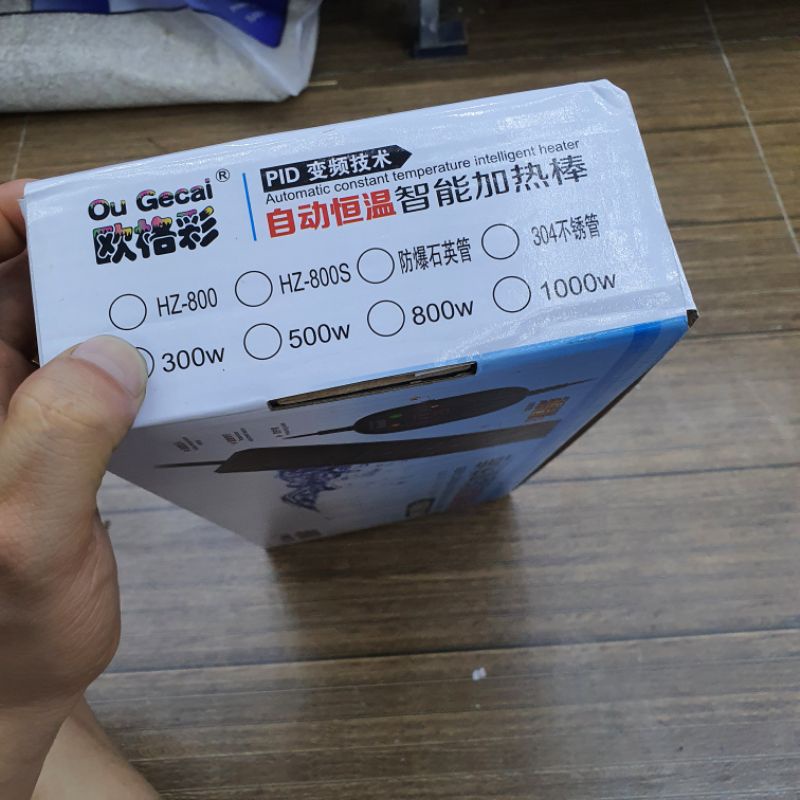 Ou Gecai®
欧格彩
PID 变频技术
Automatic constant temperature intelligent heater
自动恒温智能加热棒
HZ-800 HZ-800S 防爆石英管 304不锈管
300w 500w 800w 1000w